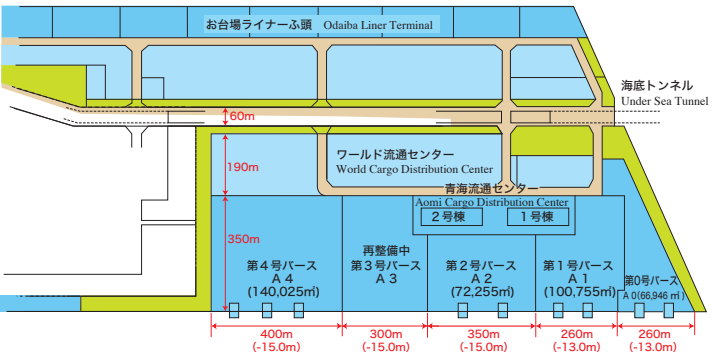 お台場ライナーふ頭 Odaiba Liner Terminal
海底トンネル
Under Sea Tunnel
60m
ワールド流通センター
World Cargo Distribution Center
190m
青海流通センター
Aomi Cargo Distribution Center
2号棟
1号棟
350m
第4号バース
A 4
(140,025㎡)
再整備中
第3号バース
A 3
第2号バース
A 2
(72,255㎡)
第1号バース
A 1
(100,755㎡)
第0号バース
A 0(66,946㎡)
400m
(-15.0m)
300m
(-15.0m)
350m
(-15.0m)
260m
(-13.0m)
260m
(-13.0m)